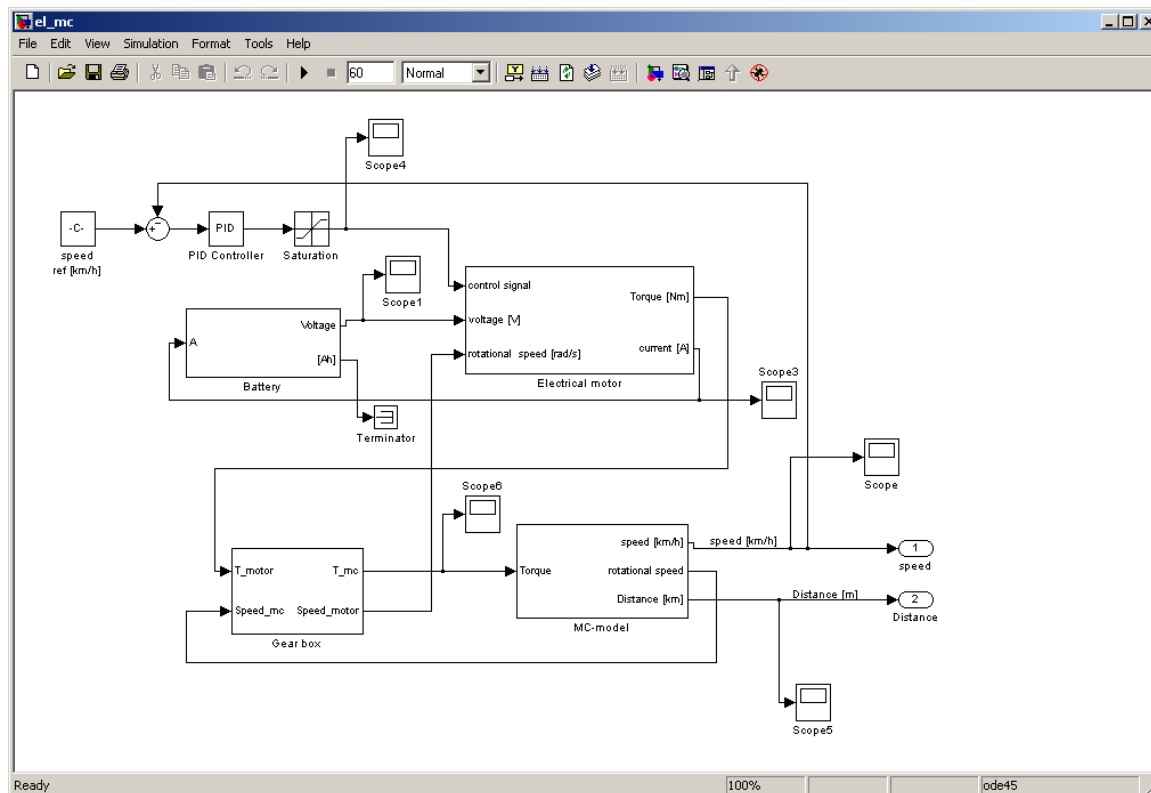 el_mc
File Edit View Simulation Format Tools Help
60 Normal
Scope4
-C-
+ −
PID
speed
ref [km/h]
PID Controller
Saturation
Scope1
control signal
voltage [V]
rotational speed [rad/s]
Torque [Nm]
current [A]
Electrical motor
A
Voltage
[Ah]
Battery
Terminator
Scope3
Scope
Scope6
T_motor
Speed_mc
T_mc
Speed_motor
Gear box
Torque
speed [km/h]
rotational speed
Distance [km]
MC-model
speed [km/h]
1
speed
Distance [m]
2
Distance
Scope5
Ready 100% ode45